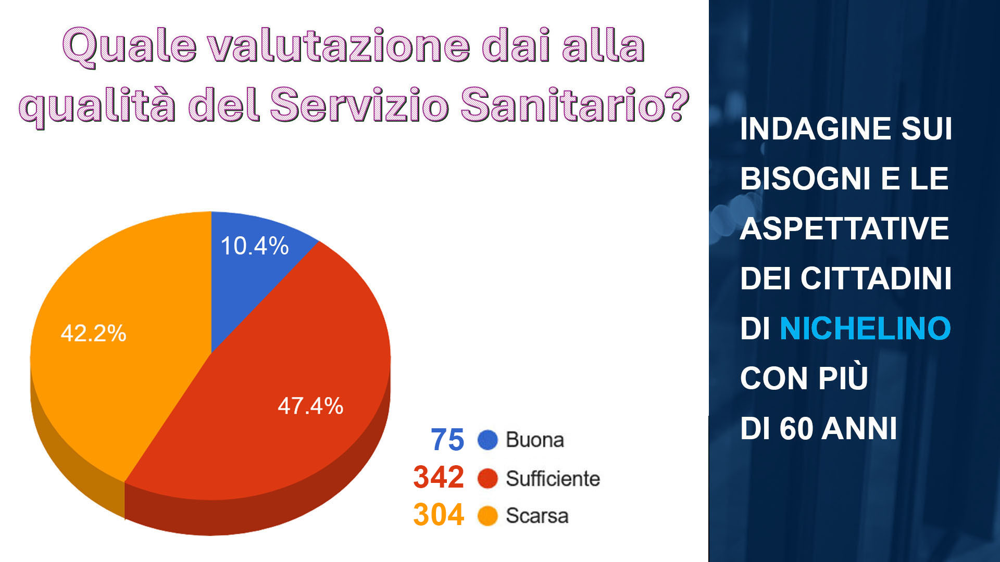 Quale valutazione dai alla
qualità del Servizio Sanitario?
10.4%
42.2%
47.4%
75 Buona
342 Sufficiente
304 Scarsa
INDAGINE SUI
BISOGNI E LE
ASPETTATIVE
DEI CITTADINI
DI NICHELINO
CON PIÙ
DI 60 ANNI